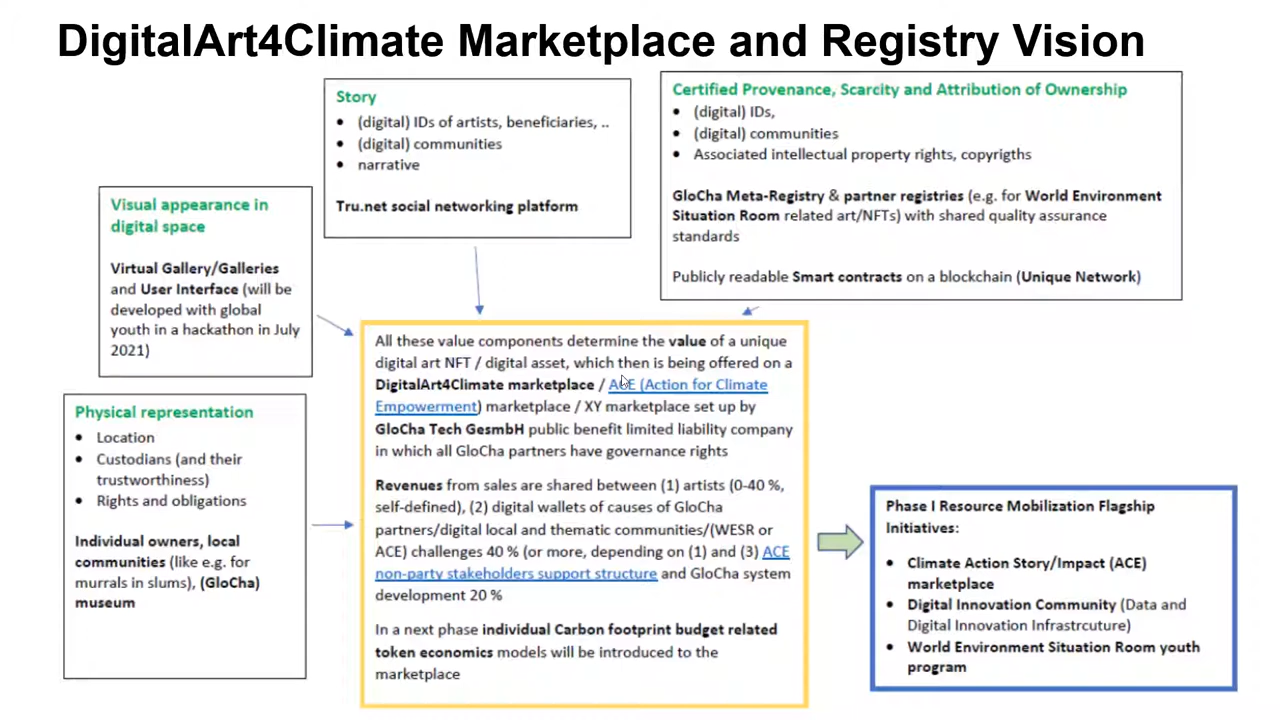 DigitalArt4Climate Marketplace and Registry Vision
Story
• (digital) IDs of artists, beneficiaries, ..
• (digital) communities
• narrative
Tru.net social networking platform
Certified Provenance, Scarcity and Attribution of Ownership
• (digital) IDs,
• (digital) communities
• Associated intellectual property rights, copyrigths
GloCha Meta-Registry & partner registries (e.g. for World Environment
Situation Room related art/NFTs) with shared quality assurance
standards
Publicly readable Smart contracts on a blockchain (Unique Network)
Visual appearance in
digital space
Virtual Gallery/Galleries
and User Interface (will be
developed with global
youth in a hackathon in July
2021)
Physical representation
• Location
• Custodians (and their
trustworthiness)
• Rights and obligations
Individual owners, local
communities (like e.g. for
murrals in slums), (GloCha)
museum
All these value components determine the value of a unique
digital art NFT / digital asset, which then is being offered on a
DigitalArt4Climate marketplace / ACE (Action for Climate
Empowerment) marketplace / XY marketplace set up by
GloCha Tech GesmbH public benefit limited liability company
in which all GloCha partners have governance rights
Revenues from sales are shared between (1) artists (0-40 %,
self-defined), (2) digital wallets of causes of GloCha
partners/digital local and thematic communities/(WESR or
ACE) challenges 40 % (or more, depending on (1) and (3) ACE
non-party stakeholders support structure and GloCha system
development 20 %
In a next phase individual Carbon footprint budget related
token economics models will be introduced to the
marketplace
Phase I Resource Mobilization Flagship
Initiatives:
• Climate Action Story/Impact (ACE)
marketplace
• Digital Innovation Community (Data and
Digital Innovation Infrastrcuture)
• World Environment Situation Room youth
program